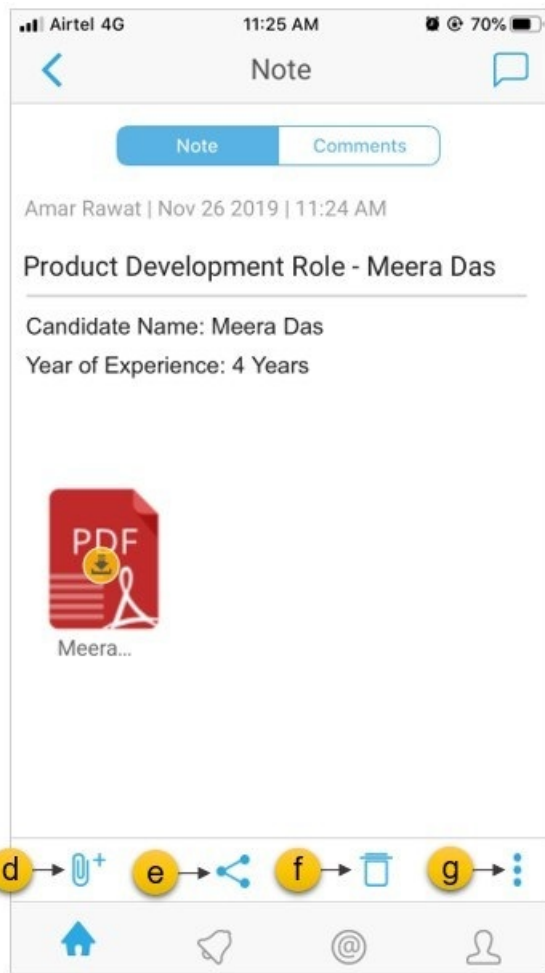 Airtel 4G 11:25 AM 70%
Note
Note Comments
Amar Rawat | Nov 26 2019 | 11:24 AM
Product Development Role - Meera Das
Candidate Name: Meera Das
Year of Experience: 4 Years
PDF
Meera...
d + e f g
@